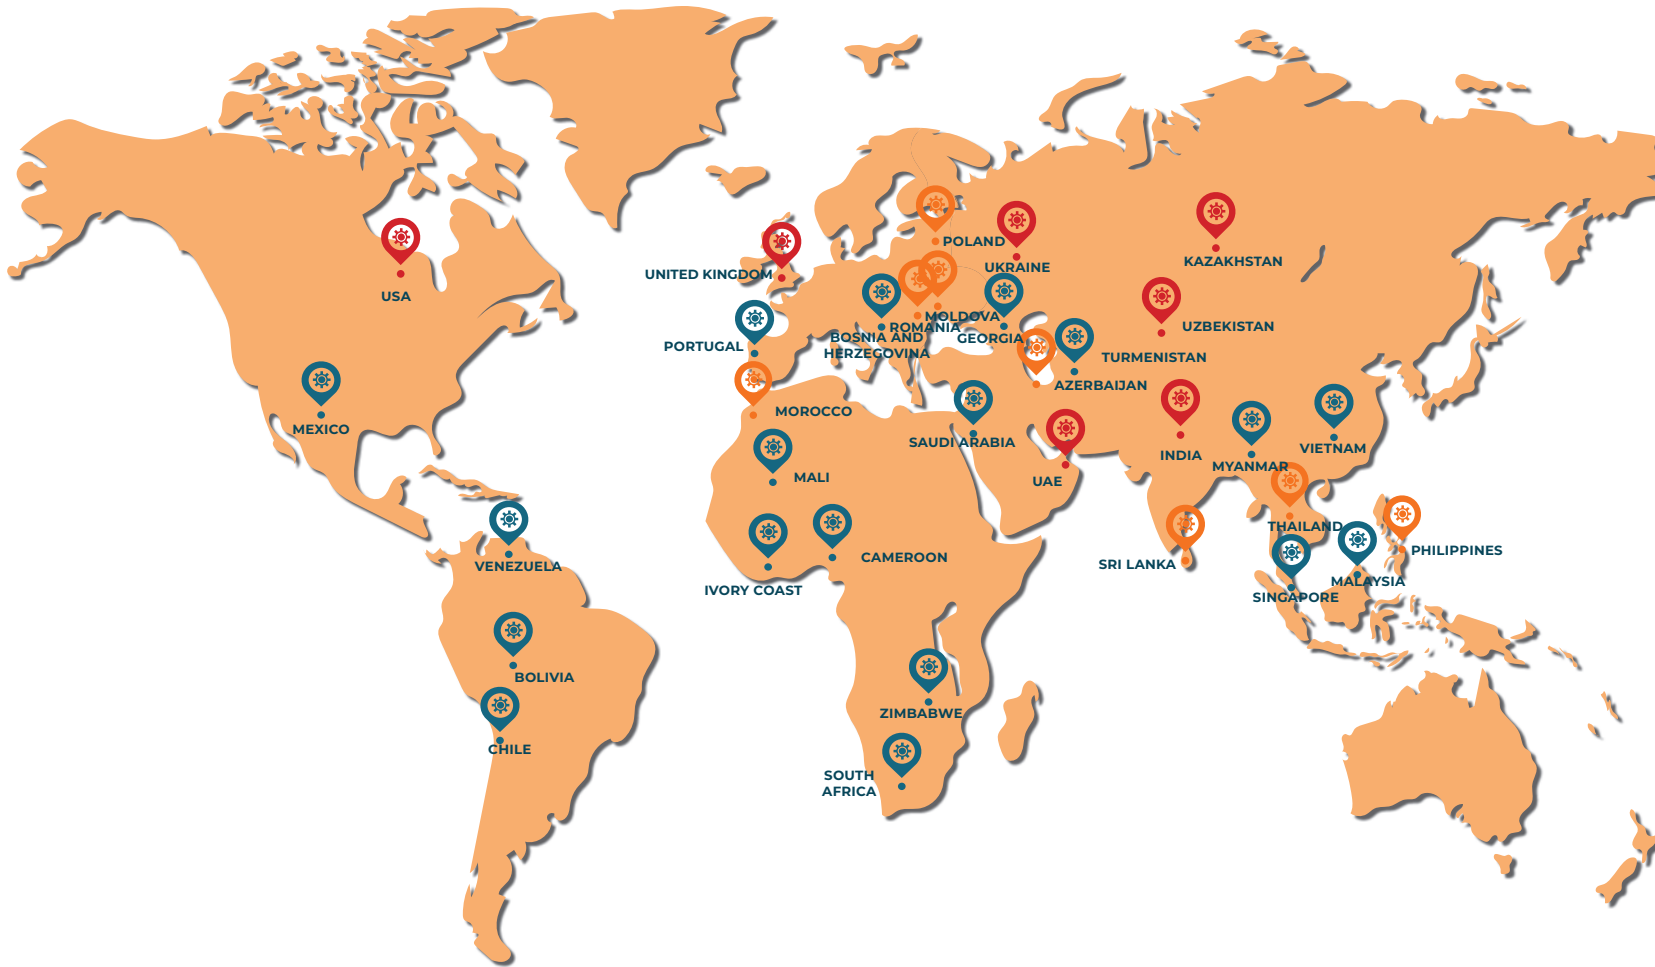 POLAND
UNITED KINGDOM
UKRAINE
KAZAKHSTAN
USA
MOLDOVA
ROMANIA
UZBEKISTAN
BOSNIA AND
HERZEGOVINA
GEORGIA
PORTUGAL
TURMENISTAN
AZERBAIJAN
MOROCCO
MEXICO
SAUDI ARABIA
VIETNAM
INDIA
MYANMAR
MALI
UAE
THAILAND
PHILIPPINES
CAMEROON
SRI LANKA
VENEZUELA
MALAYSIA
IVORY COAST
SINGAPORE
BOLIVIA
ZIMBABWE
CHILE
SOUTH
AFRICA